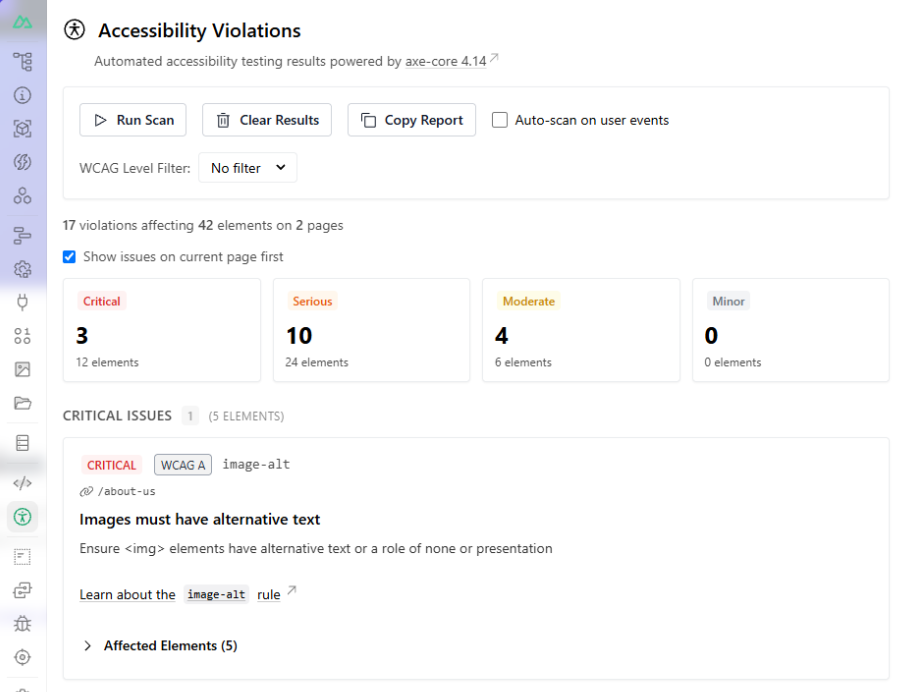 Accessibility Violations
Automated accessibility testing results powered by axe-core 4.14
Run Scan Clear Results Copy Report Auto-scan on user events
WCAG Level Filter: No filter
17 violations affecting 42 elements on 2 pages
Show issues on current page first
Critical
3
12 elements
Serious
10
24 elements
Moderate
4
6 elements
Minor
0
0 elements
CRITICAL ISSUES 1 (5 ELEMENTS)
CRITICAL WCAG A image-alt
/about-us
Images must have alternative text
Ensure <img> elements have alternative text or a role of none or presentation
Learn about the image-alt rule
Affected Elements (5)